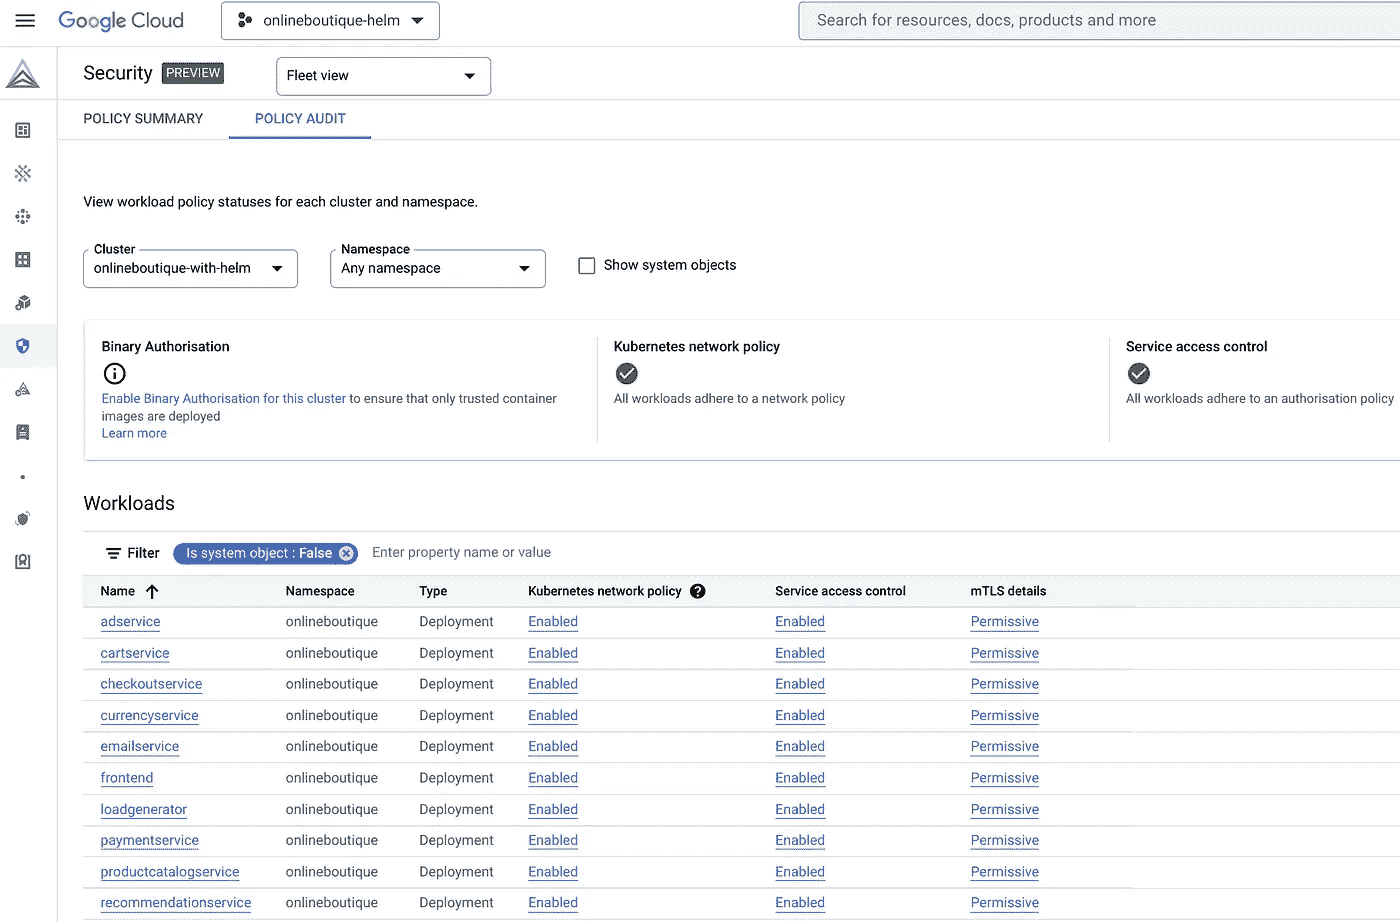 Google Cloud
onlineboutique-helm
Search for resources, docs, products and more
Security PREVIEW
Fleet view
POLICY SUMMARY
POLICY AUDIT
View workload policy statuses for each cluster and namespace.
Cluster
onlineboutique-with-helm
Namespace
Any namespace
Show system objects
Binary Authorisation
Enable Binary Authorisation for this cluster to ensure that only trusted container
images are deployed
Learn more
Kubernetes network policy
All workloads adhere to a network policy
Service access control
All workloads adhere to an authorisation policy
Workloads
Filter Is system object : False Enter property name or value
Name Namespace Type Kubernetes network policy Service access control mTLS details
adservice onlineboutique Deployment Enabled Enabled Permissive
cartservice onlineboutique Deployment Enabled Enabled Permissive
checkoutservice onlineboutique Deployment Enabled Enabled Permissive
currencyservice onlineboutique Deployment Enabled Enabled Permissive
emailservice onlineboutique Deployment Enabled Enabled Permissive
frontend onlineboutique Deployment Enabled Enabled Permissive
loadgenerator onlineboutique Deployment Enabled Enabled Permissive
paymentservice onlineboutique Deployment Enabled Enabled Permissive
productcatalogservice onlineboutique Deployment Enabled Enabled Permissive
recommendationservice onlineboutique Deployment Enabled Enabled Permissive